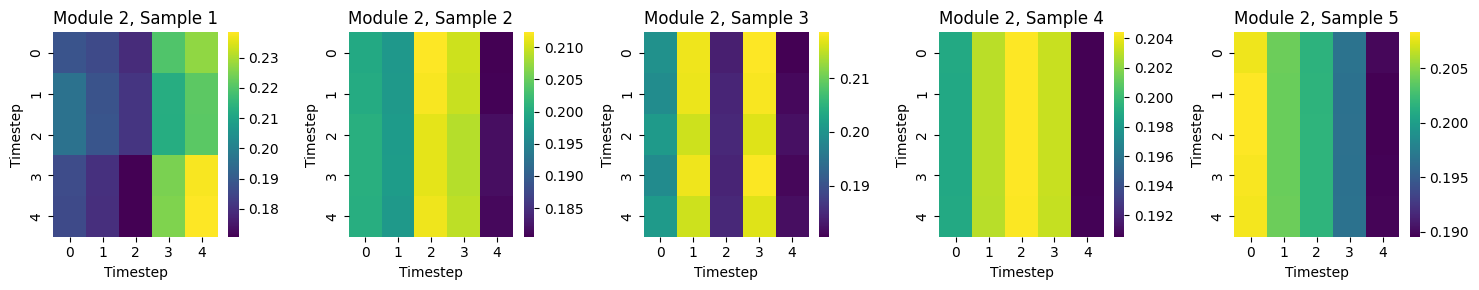 Module 2, Sample 1
Timestep
0
1
2
3
4
0 1 2 3 4
Timestep
0.23
0.22
0.21
0.20
0.19
0.18
Module 2, Sample 2
Timestep
0
1
2
3
4
0 1 2 3 4
Timestep
0.210
0.205
0.200
0.195
0.190
0.185
Module 2, Sample 3
Timestep
0
1
2
3
4
0 1 2 3 4
Timestep
0.21
0.20
0.19
Module 2, Sample 4
Timestep
0
1
2
3
4
0 1 2 3 4
Timestep
0.204
0.202
0.200
0.198
0.196
0.194
0.192
Module 2, Sample 5
Timestep
0
1
2
3
4
0 1 2 3 4
Timestep
0.205
0.200
0.195
0.190